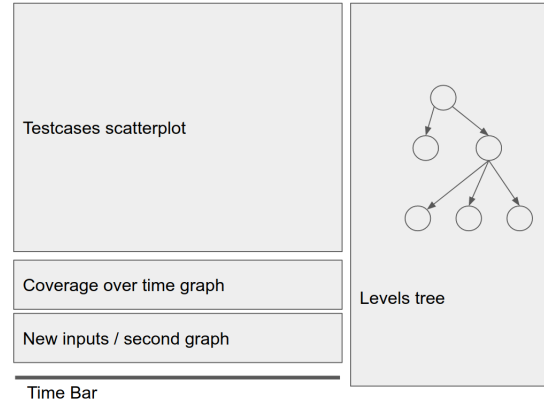 Testcases scatterplot
Coverage over time graph
New inputs / second graph
Time Bar
Levels tree